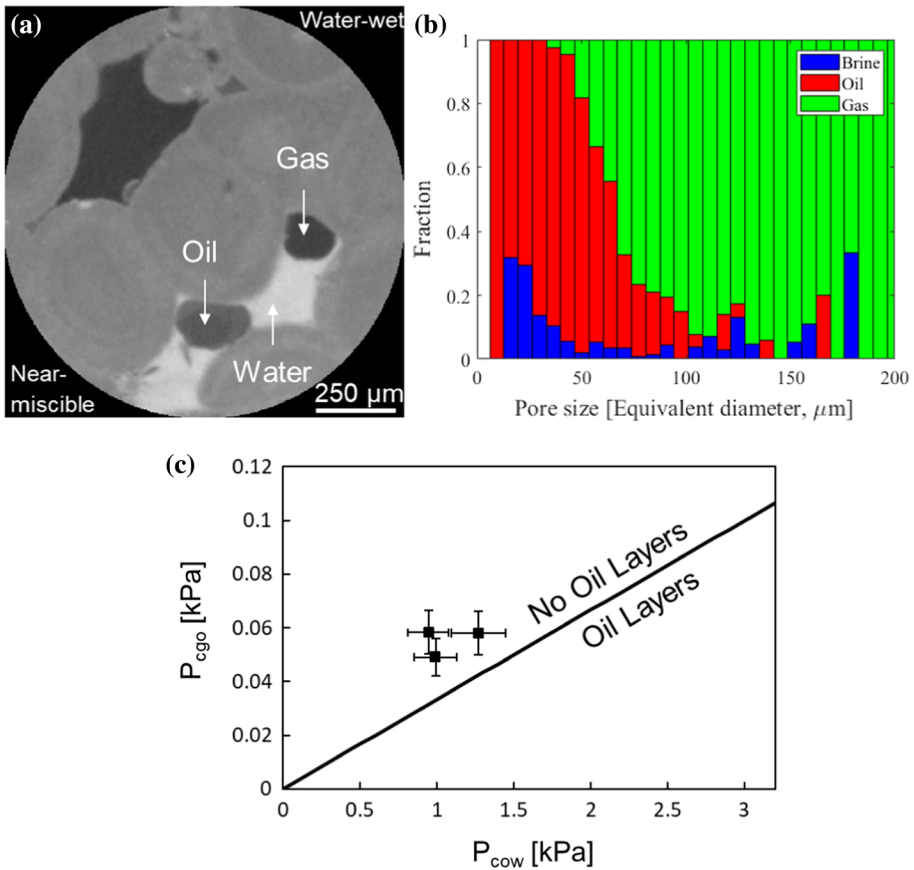 (a)
Water-wet
Gas
Oil
Water
Near-
miscible
250 µm
(b)
Fraction
1
0.8
0.6
0.4
0.2
0
0 50 100 150 200
Pore size [Equivalent diameter, µm]
Brine
Oil
Gas
(c)
P_cgo [kPa]
0.12
0.1
0.08
0.06
0.04
0.02
0
No Oil Layers
Oil Layers
0 0.5 1 1.5 2 2.5 3
P_cow [kPa]